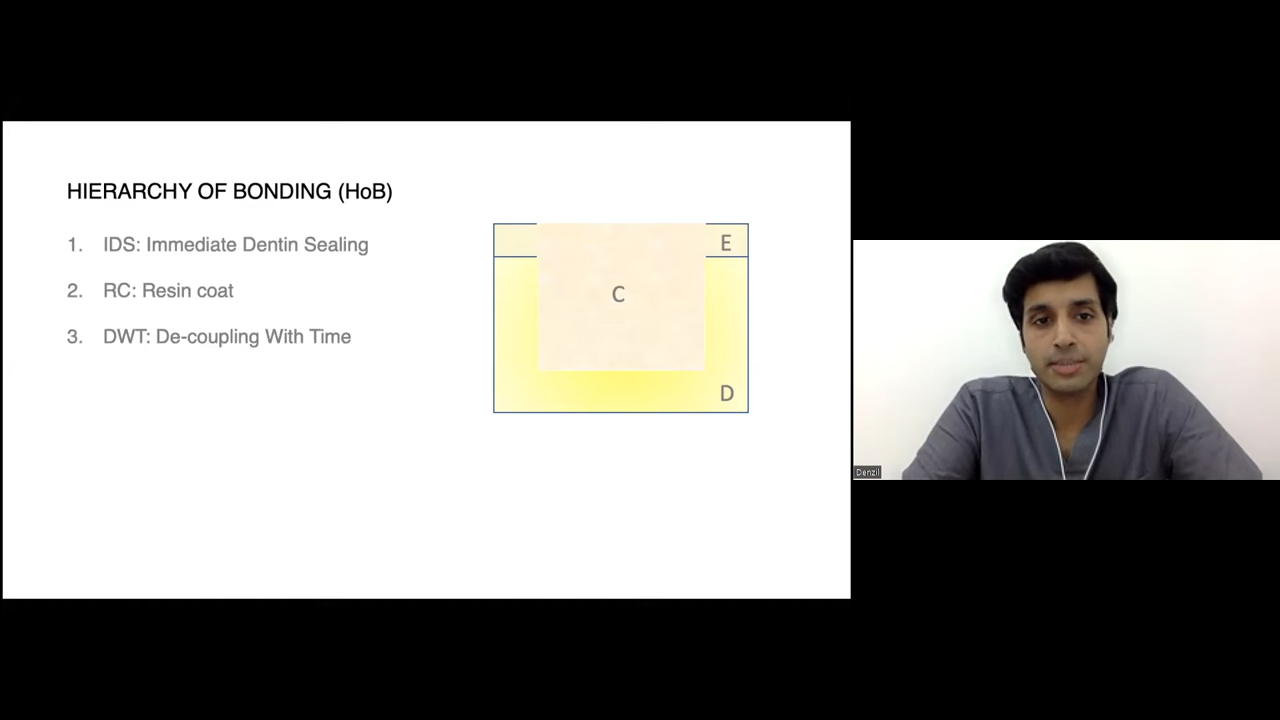 HIERARCHY OF BONDING (HoB)
1. IDS: Immediate Dentin Sealing
2. RC: Resin coat
3. DWT: De-coupling With Time
E
C
D
Denzil